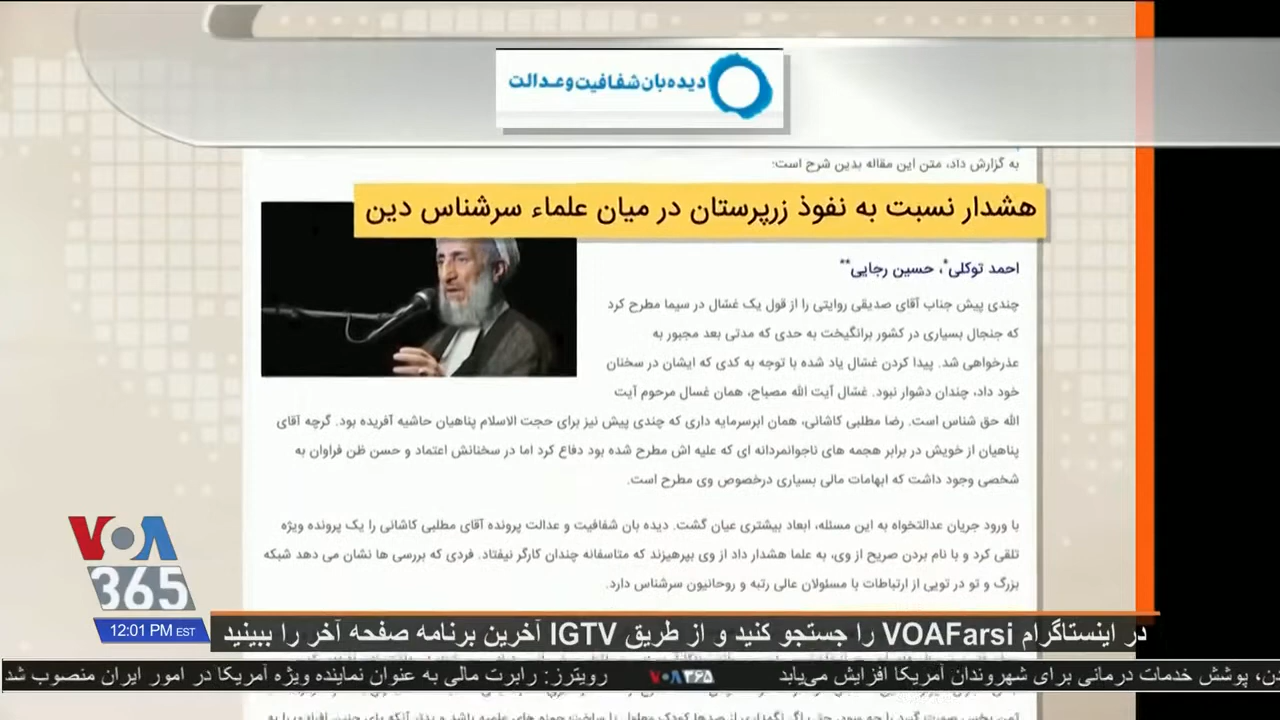 دیده‌بان شفافیت و عدالت
به گزارش داد، متن این مقاله بدین شرح است:
هشدار نسبت به نفوذ زرپرستان در میان علماء سرشناس دین
احمد توکلی*، حسین رجایی**
چندی پیش جناب آقای صدیقی روایتی را از قول یک غسّال در سیما مطرح کرد
که جنجال بسیاری در کشور برانگیخت به حدی که مدتی بعد مجبور به
عذرخواهی شد. پیدا کردن غسّال یاد شده با توجه به کدی که ایشان در سخنان
خود داد، چندان دشوار نبود. غسّال آیت الله مصباح، همان غسال مرحوم آیت
الله حق شناس است. رضا مطلبی کاشانی، همان ابرسرمایه داری که چندی پیش نیز برای حجت الاسلام پناهیان حاشیه آفریده بود. گرچه آقای
پناهیان از خویش در برابر هجمه های ناجوانمردانه ای که علیه اش مطرح شده بود دفاع کرد اما در سخنانش اعتماد و حسن ظن فراوان به
شخصی وجود داشت که ابهامات مالی بسیاری درخصوص وی مطرح است.
با ورود جریان عدالتخواه به این مسئله، ابعاد بیشتری عیان گشت. دیده بان شفافیت و عدالت پرونده آقای مطلبی کاشانی را یک پرونده ویژه
تلقی کرد و با نام بردن صریح از وی، به علما هشدار داد از وی بپرهیزند که متاسفانه چندان کارگر نیفتاد. فردی که بررسی ها نشان می دهد شبکه
بزرگ و تو در تویی از ارتباطات با مسئولان عالی رتبه و روحانیون سرشناس دارد.
VOA
365
12:01 PM EST
در اینستاگرام VOAFarsi را جستجو کنید و از طریق IGTV آخرین برنامه صفحه آخر را ببینید
دن، پوشش خدمات درمانی برای شهروندان آمریکا افزایش می‌یابد VOA365 رویترز: رابرت مالی به عنوان نماینده ویژه آمریکا در امور ایران منصوب شد